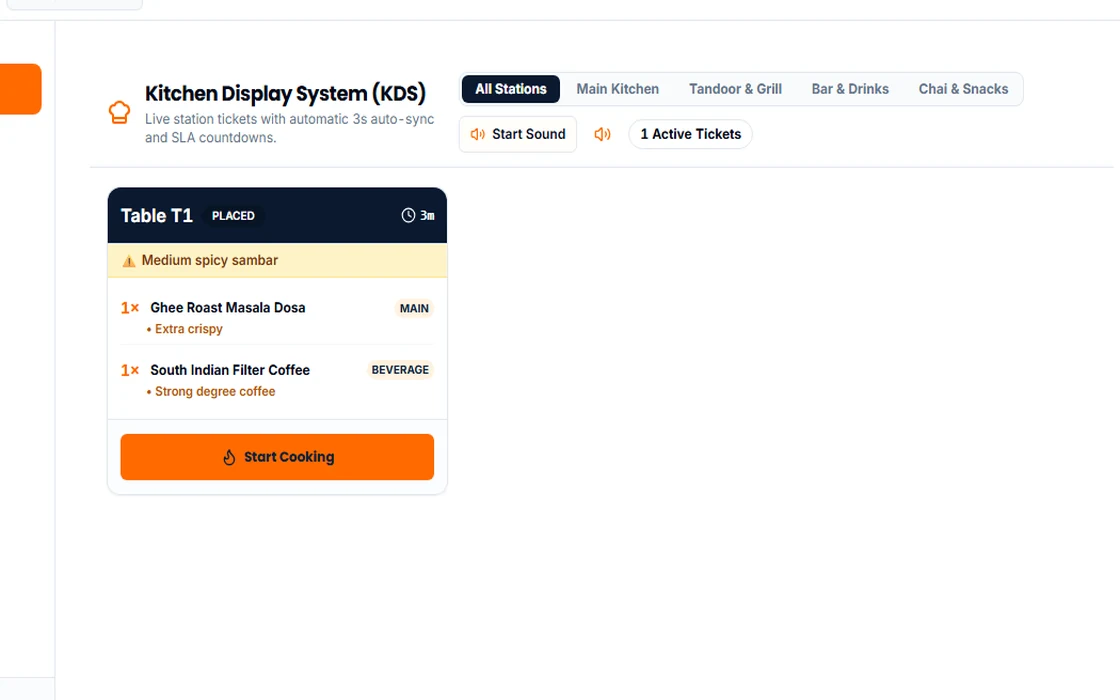 Kitchen Display System (KDS)
Live station tickets with automatic 3s auto-sync
and SLA countdowns.
All Stations
Main Kitchen
Tandoor & Grill
Bar & Drinks
Chai & Snacks
Start Sound
1 Active Tickets
Table T1
PLACED
3m
Medium spicy sambar
1× Ghee Roast Masala Dosa
MAIN
• Extra crispy
1× South Indian Filter Coffee
BEVERAGE
• Strong degree coffee
Start Cooking